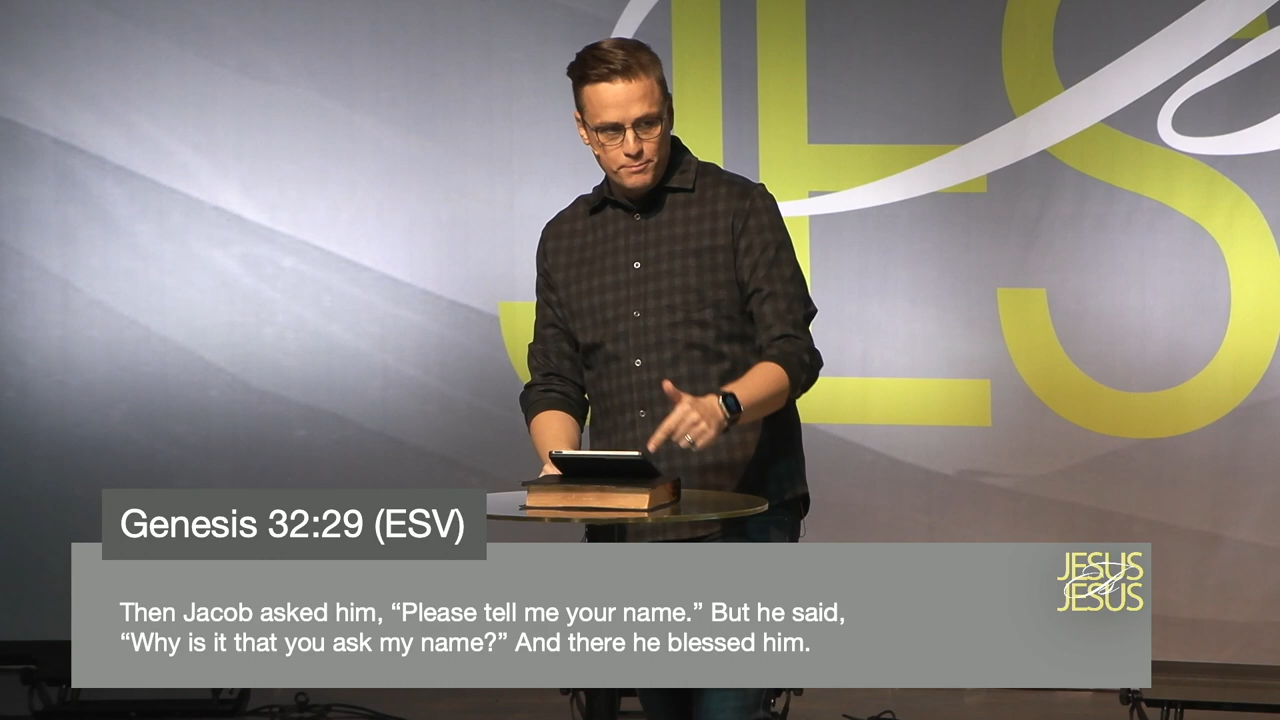 JES
Genesis 32:29 (ESV)
JESUS
&
JESUS
Then Jacob asked him, “Please tell me your name.” But he said,
“Why is it that you ask my name?” And there he blessed him.